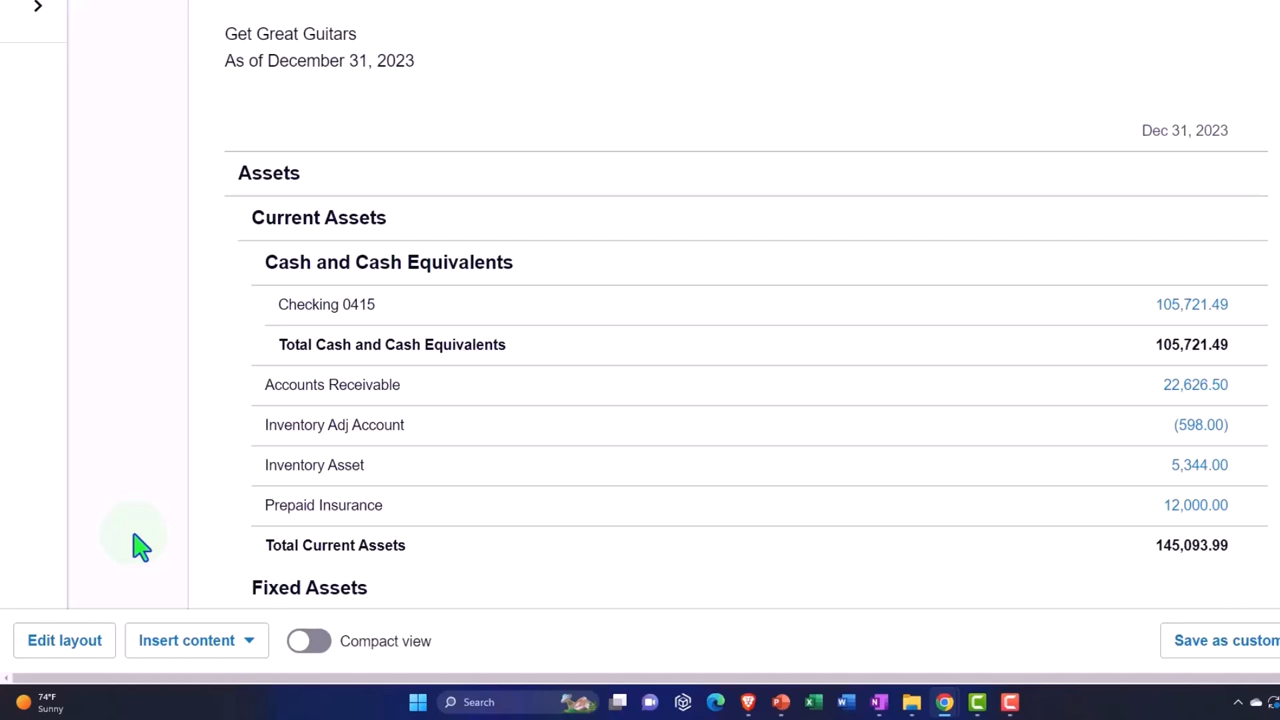 Get Great Guitars
As of December 31, 2023
Dec 31, 2023
Assets
Current Assets
Cash and Cash Equivalents
Checking 0415 105,721.49
Total Cash and Cash Equivalents 105,721.49
Accounts Receivable 22,626.50
Inventory Adj Account (598.00)
Inventory Asset 5,344.00
Prepaid Insurance 12,000.00
Total Current Assets 145,093.99
Fixed Assets
Edit layout Insert content Compact view Save as custom
74°F
Sunny
Search